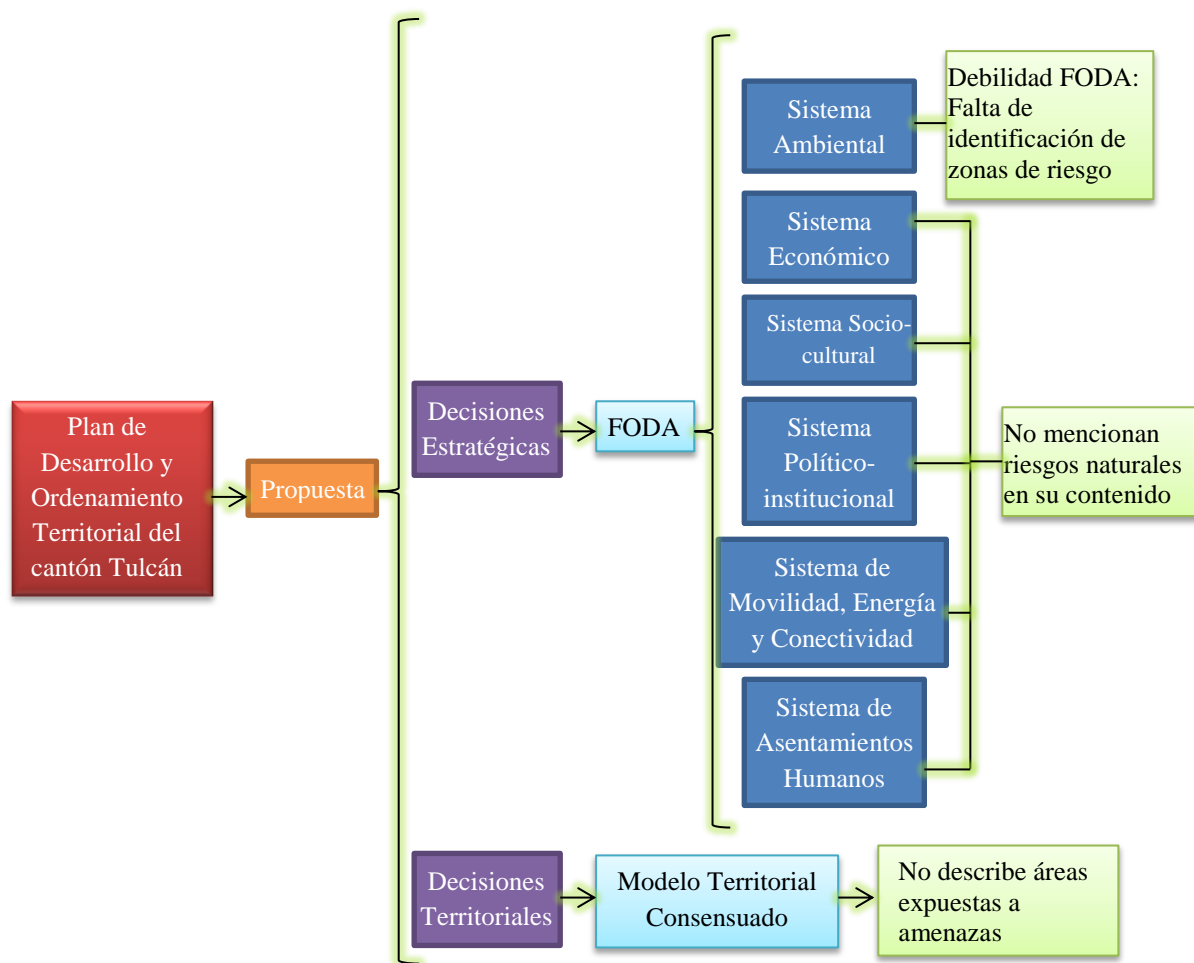 Plan de
Desarrollo y
Ordenamiento
Territorial del
cantón Tulcán
Propuesta
Decisiones
Estratégicas
FODA
Sistema
Ambiental
Debilidad FODA:
Falta de
identificación de
zonas de riesgo
Sistema
Económico
Sistema Socio-
cultural
Sistema
Político-
institucional
Sistema de
Movilidad, Energía
y Conectividad
Sistema de
Asentamientos
Humanos
No mencionan
riesgos naturales
en su contenido
Decisiones
Territoriales
Modelo Territorial
Consensuado
No describe áreas
expuestas a
amenazas